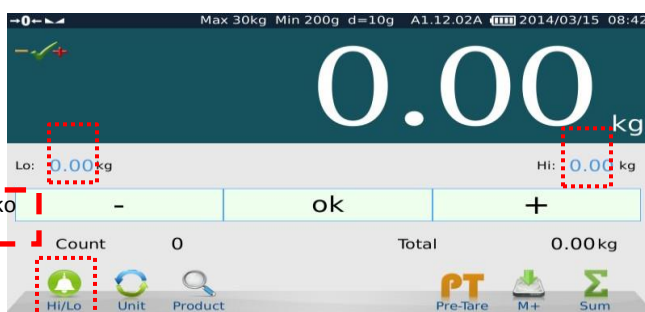 →0← Max 30kg Min 200g d=10g A1.12.02A 2014/03/15 08:42
-✓+
0.00 kg
Lo: 0.00 kg Hi: 0.00 kg
- ok +
Count 0 Total 0.00kg
PT
Σ
Hi/Lo Unit Product Pre-Tare M+ Sum